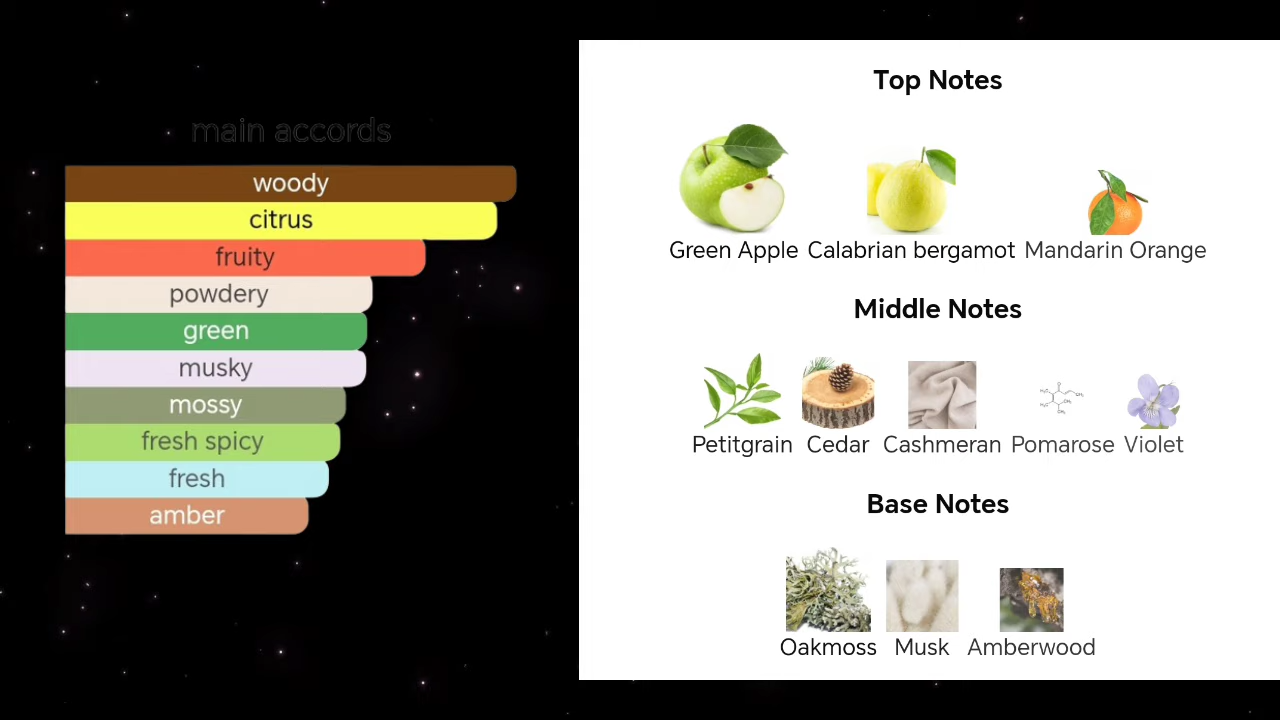 main accords
woody
citrus
fruity
powdery
green
musky
mossy
fresh spicy
fresh
amber
Top Notes
Green Apple Calabrian bergamot Mandarin Orange
Middle Notes
Petitgrain Cedar Cashmeran Pomarose Violet
Base Notes
Oakmoss Musk Amberwood